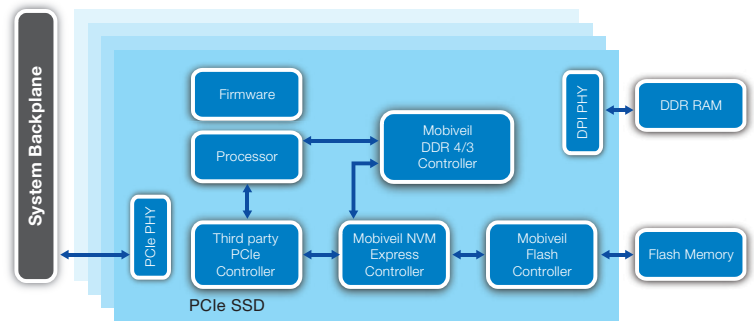 System Backplane
Firmware
Processor
Mobiveil
DDR 4/3
Controller
DPI PHY
DDR RAM
PCIe PHY
Third party
PCIe
Controller
Mobiveil NVM
Express
Controller
Mobiveil
Flash
Controller
Flash Memory
PCIe SSD